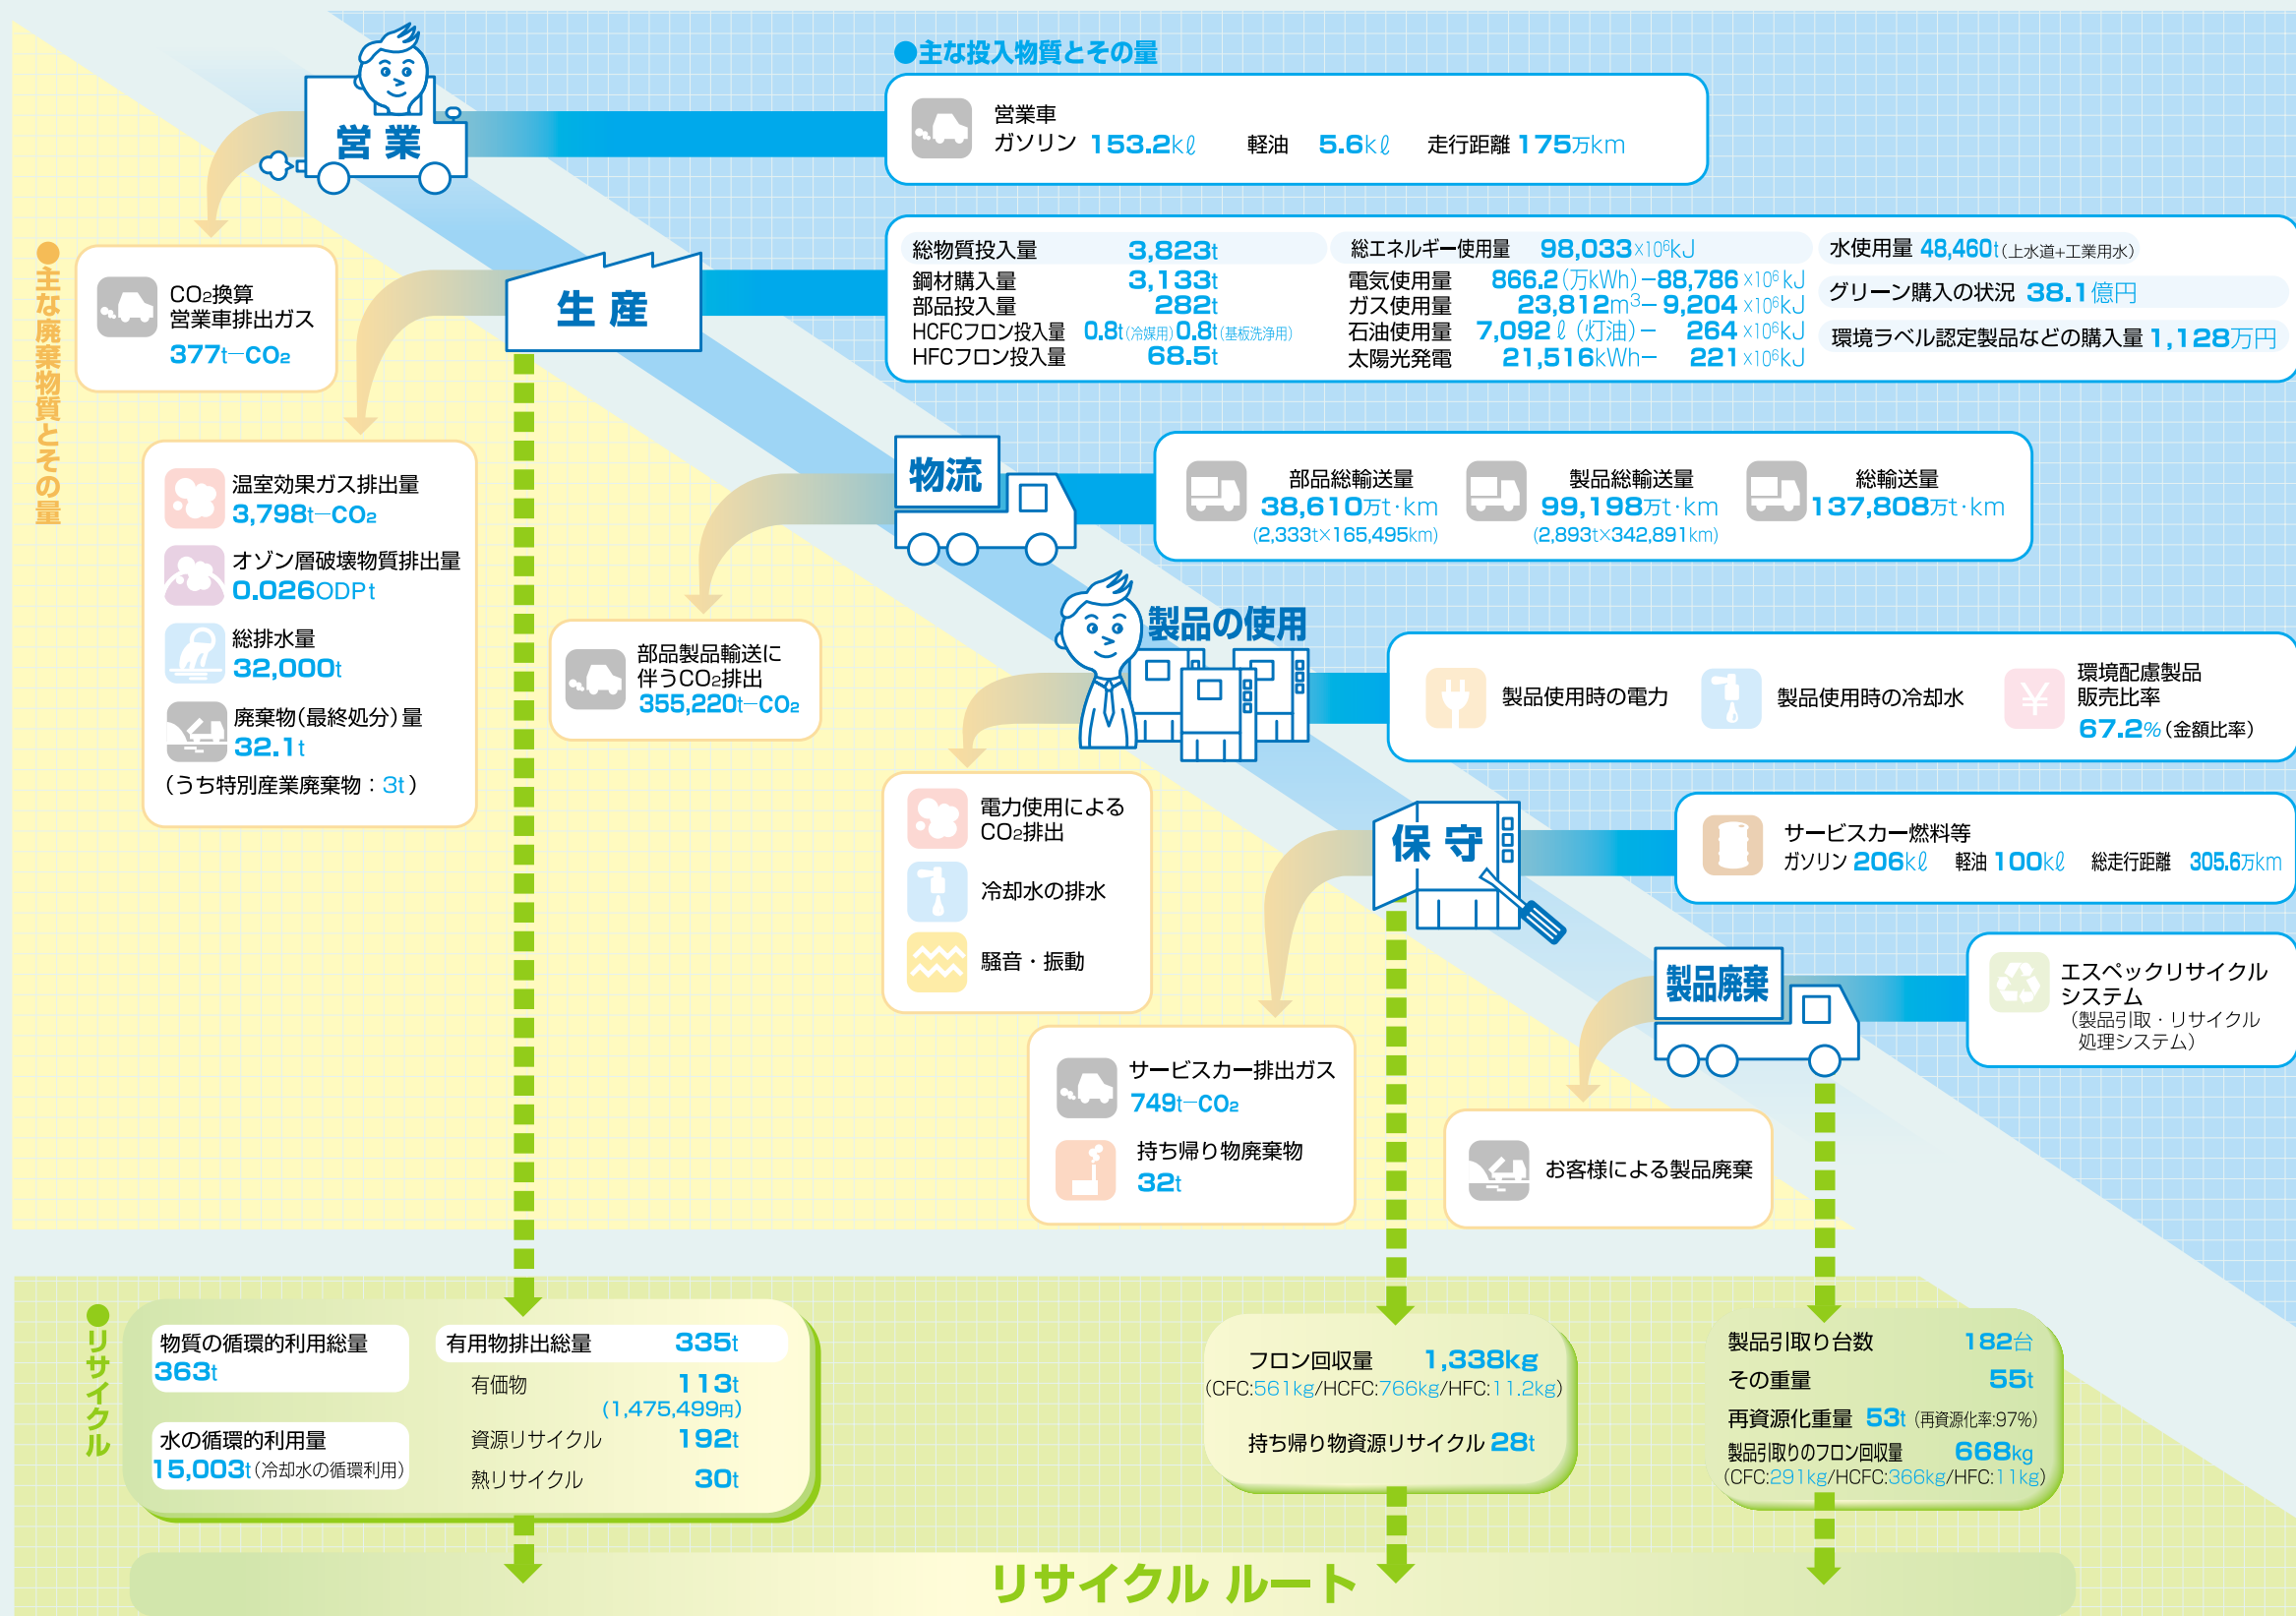 ●主な投入物質とその量
営業
営業車
ガソリン 153.2kℓ 軽油 5.6kℓ 走行距離 175万km
●主な廃棄物質とその量
CO₂換算
営業車排出ガス
377t−CO₂
生産
総物質投入量 3,823t
鋼材購入量 3,133t
部品投入量 282t
HCFCフロン投入量 0.8t(冷媒用) 0.8t(基板洗浄用)
HFCフロン投入量 68.5t
総エネルギー使用量 98,033×10⁶kJ
電気使用量 866.2(万kWh)−88,786×10⁶kJ
ガス使用量 23,812m³−9,204×10⁶kJ
石油使用量 7,092ℓ(灯油)− 264×10⁶kJ
太陽光発電 21,516kWh− 221×10⁶kJ
水使用量 48,460t(上水道+工業用水)
グリーン購入の状況 38.1億円
環境ラベル認定製品などの購入量 1,128万円
温室効果ガス排出量
3,798t−CO₂
オゾン層破壊物質排出量
0.026ODPt
総排水量
32,000t
廃棄物(最終処分)量
32.1t
(うち特別産業廃棄物:3t)
物流
部品総輸送量
38,610万t·km
(2,333t×165,495km)
製品総輸送量
99,198万t·km
(2,893t×342,891km)
総輸送量
137,808万t·km
部品製品輸送に
伴うCO₂排出
355,220t−CO₂
製品の使用
製品使用時の電力
製品使用時の冷却水
¥
環境配慮製品
販売比率
67.2%(金額比率)
電力使用による
CO₂排出
冷却水の排水
騒音・振動
保守
サービスカー燃料等
ガソリン 206kℓ 軽油 100kℓ 総走行距離 305.6万km
サービスカー排出ガス
749t−CO₂
持ち帰り物廃棄物
32t
製品廃棄
エスペックリサイクル
システム
(製品引取・リサイクル
処理システム)
お客様による製品廃棄
●リサイクル
物質の循環的利用総量
363t
水の循環的利用量
15,003t(冷却水の循環利用)
有用物排出総量 335t
有価物 113t
(1,475,499円)
資源リサイクル 192t
熱リサイクル 30t
フロン回収量 1,338kg
(CFC:561kg/HCFC:766kg/HFC:11.2kg)
持ち帰り物資源リサイクル 28t
製品引取り台数 182台
その重量 55t
再資源化重量 53t (再資源化率:97%)
製品引取りのフロン回収量 668kg
(CFC:291kg/HCFC:366kg/HFC:11kg)
リサイクル ルート